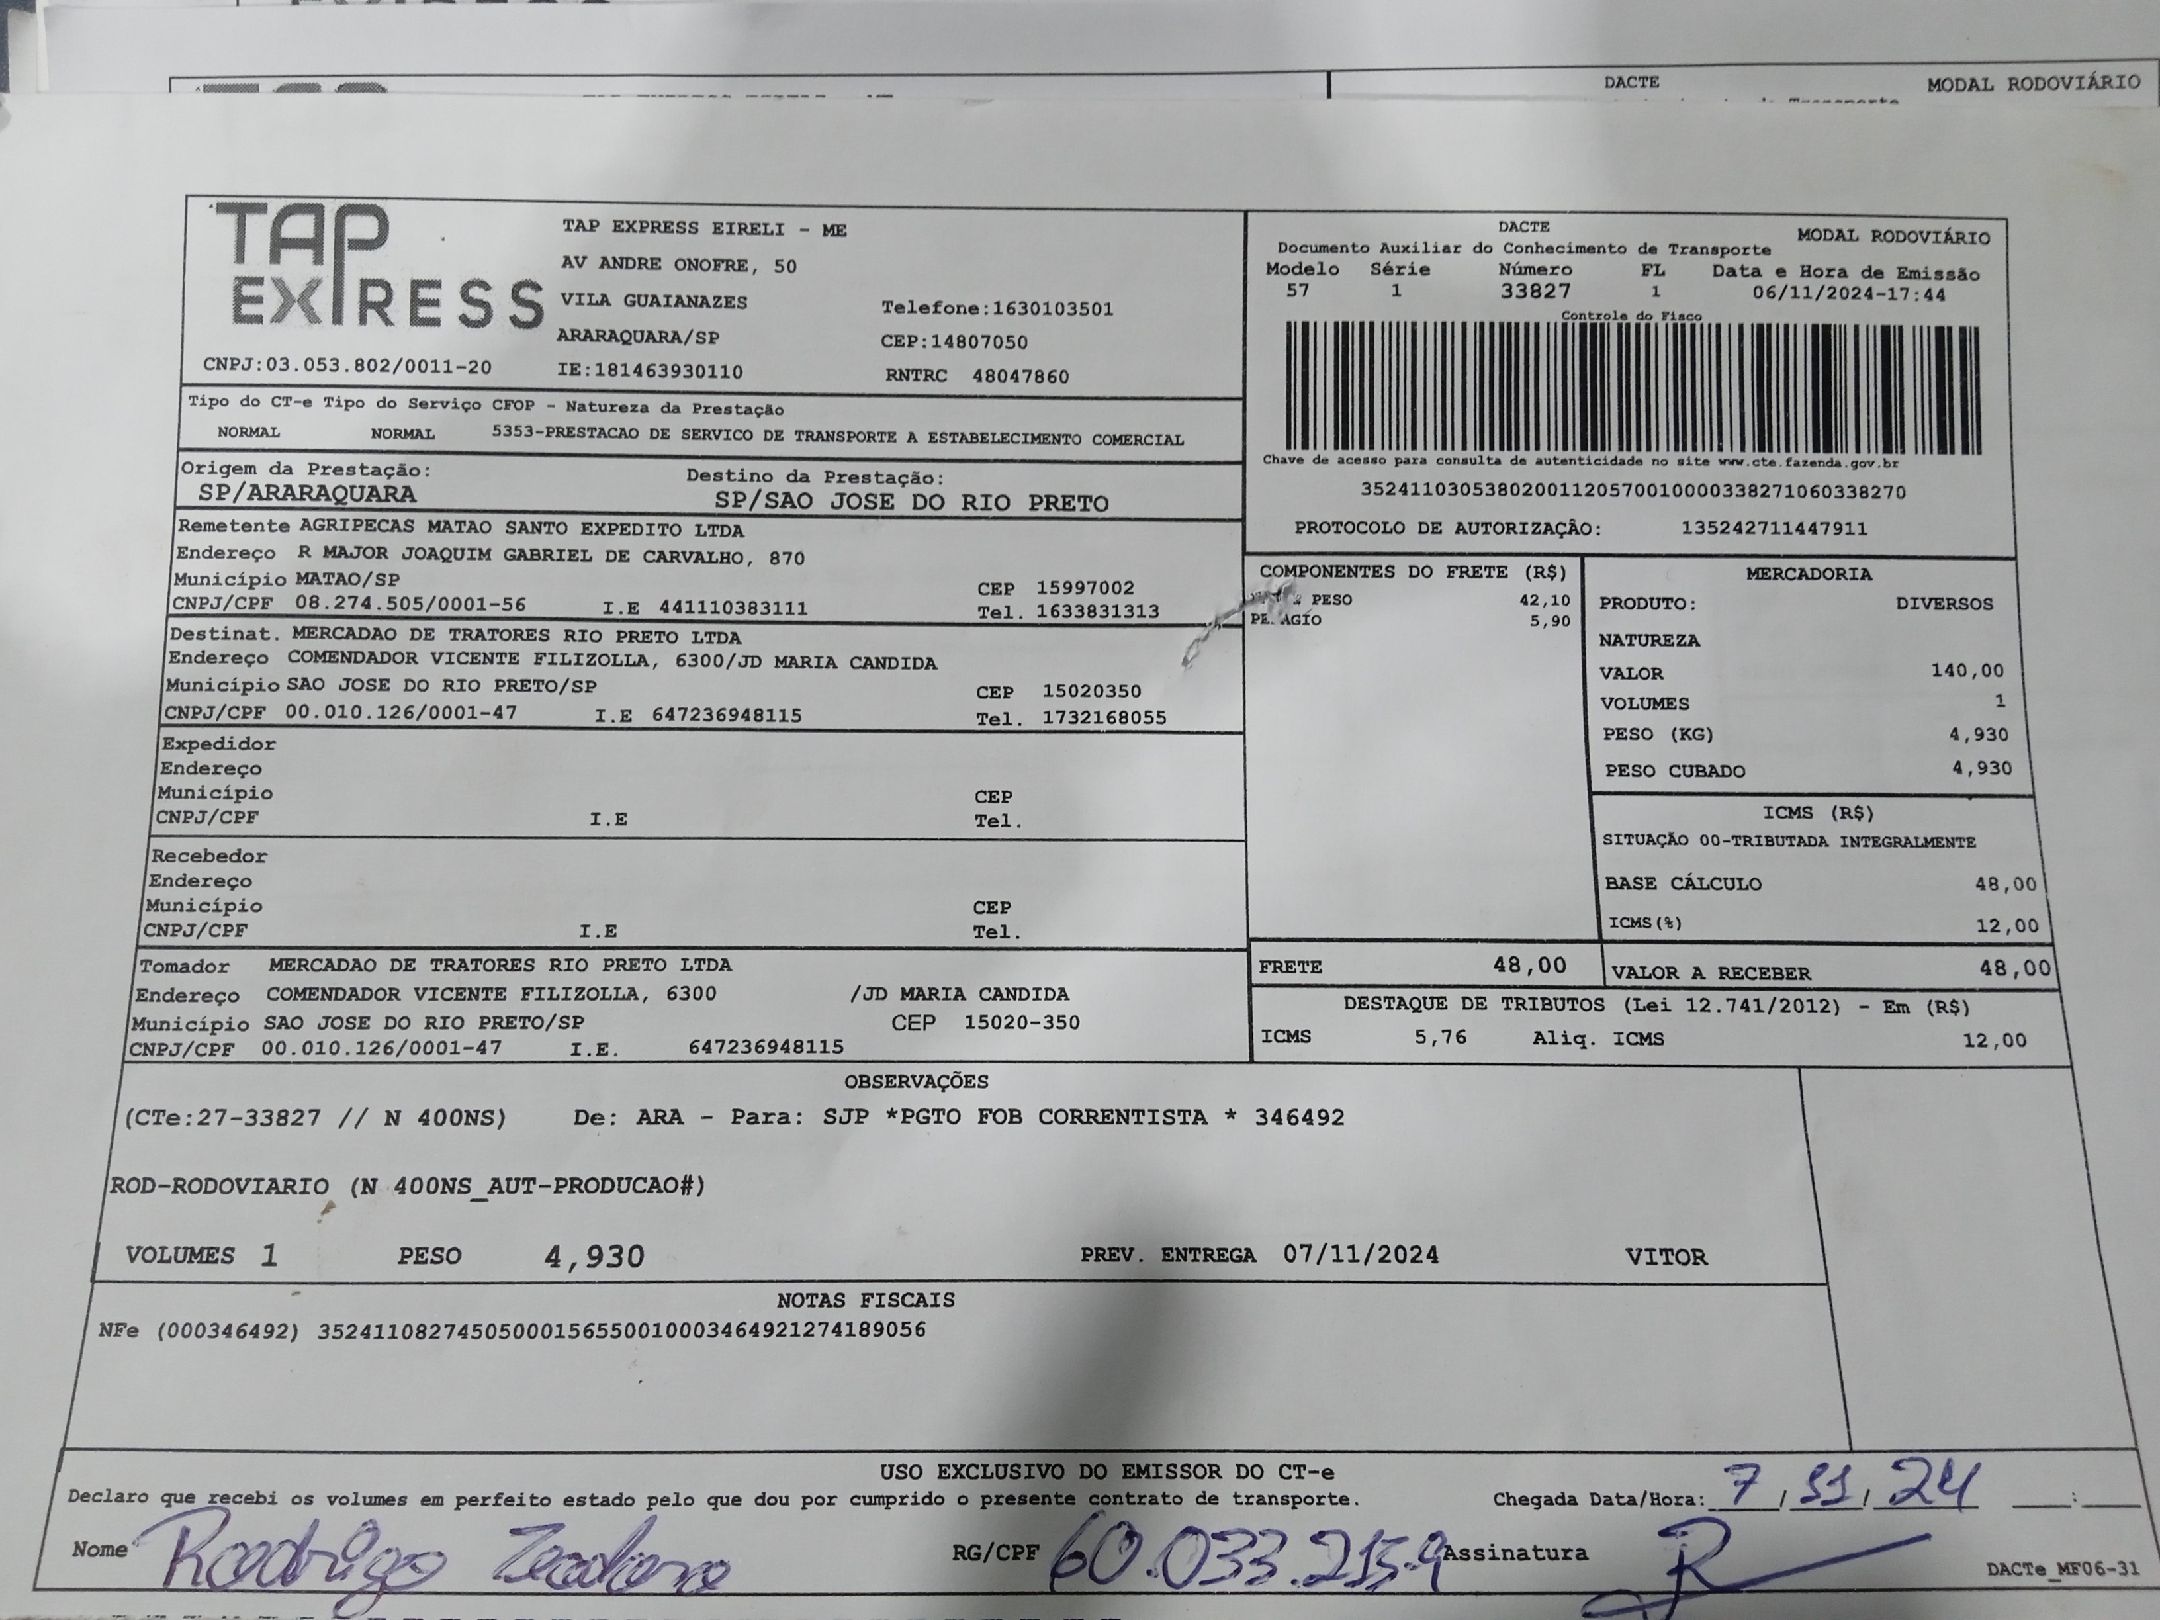 DACTE MODAL RODOVIÁRIO
TAP EXPRESS
TAP EXPRESS EIRELI - ME
AV ANDRE ONOFRE, 50
VILA GUAIANAZES Telefone:1630103501
ARARAQUARA/SP CEP:14807050
CNPJ:03.053.802/0011-20 IE:181463930110 RNTRC 48047860
DACTE MODAL RODOVIÁRIO
Documento Auxiliar do Conhecimento de Transporte
Modelo Série Número FL Data e Hora de Emissão
57 1 33827 1 06/11/2024-17:44
Controle do Fisco
Chave de acesso para consulta de autenticidade no site www.cte.fazenda.gov.br
35241103053802001120570010000338271060338270
PROTOCOLO DE AUTORIZAÇÃO: 135242711447911
Tipo do CT-e Tipo do Serviço CFOP - Natureza da Prestação
NORMAL NORMAL 5353-PRESTACAO DE SERVICO DE TRANSPORTE A ESTABELECIMENTO COMERCIAL
Origem da Prestação: Destino da Prestação:
SP/ARARAQUARA SP/SAO JOSE DO RIO PRETO
Remetente AGRIPECAS MATAO SANTO EXPEDITO LTDA
Endereço R MAJOR JOAQUIM GABRIEL DE CARVALHO, 870
Município MATAO/SP CEP 15997002
CNPJ/CPF 08.274.505/0001-56 I.E 441110383111 Tel. 1633831313
Destinat. MERCADAO DE TRATORES RIO PRETO LTDA
Endereço COMENDADOR VICENTE FILIZOLLA, 6300/JD MARIA CANDIDA
Município SAO JOSE DO RIO PRETO/SP CEP 15020350
CNPJ/CPF 00.010.126/0001-47 I.E 647236948115 Tel. 1732168055
Expedidor
Endereço
Município CEP
CNPJ/CPF I.E Tel.
Recebedor
Endereço
Município CEP
CNPJ/CPF I.E Tel.
Tomador MERCADAO DE TRATORES RIO PRETO LTDA
Endereço COMENDADOR VICENTE FILIZOLLA, 6300 /JD MARIA CANDIDA
Município SAO JOSE DO RIO PRETO/SP CEP 15020-350
CNPJ/CPF 00.010.126/0001-47 I.E. 647236948115
COMPONENTES DO FRETE (R$)
PESO 42,10
5,90
MERCADORIA
PRODUTO: DIVERSOS
NATUREZA
VALOR 140,00
VOLUMES 1
PESO (KG) 4,930
PESO CUBADO 4,930
ICMS (R$)
SITUAÇÃO 00-TRIBUTADA INTEGRALMENTE
BASE CÁLCULO 48,00
ICMS(%) 12,00
FRETE 48,00 VALOR A RECEBER 48,00
DESTAQUE DE TRIBUTOS (Lei 12.741/2012) - Em (R$)
ICMS 5,76 Aliq. ICMS 12,00
OBSERVAÇÕES
(CTe:27-33827 // N 400NS) De: ARA - Para: SJP *PGTO FOB CORRENTISTA * 346492
ROD-RODOVIARIO (N 400NS_AUT-PRODUCAO#)
VOLUMES 1 PESO 4,930 PREV. ENTREGA 07/11/2024 VITOR
NOTAS FISCAIS
NFe (000346492) 35241108274505000156550010003464921274189056
USO EXCLUSIVO DO EMISSOR DO CT-e
Declaro que recebi os volumes em perfeito estado pelo que dou por cumprido o presente contrato de transporte. Chegada Data/Hora: 7/11/24 :
Nome Rodrigo RG/CPF 60.033.215-9 Assinatura
DACTe_MF06-31